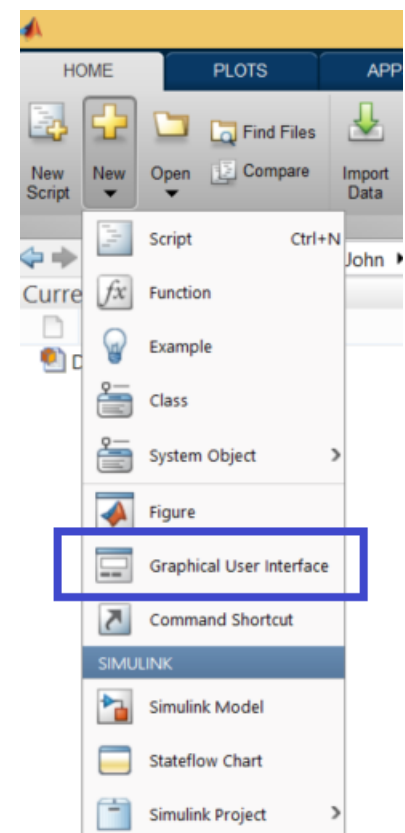 HOME PLOTS APP
Find Files
Compare
New Script New Open Import Data
Script Ctrl+N
John
Curre
fx Function
Example
D
Class
System Object
Figure
Graphical User Interface
Command Shortcut
SIMULINK
Simulink Model
Stateflow Chart
Simulink Project